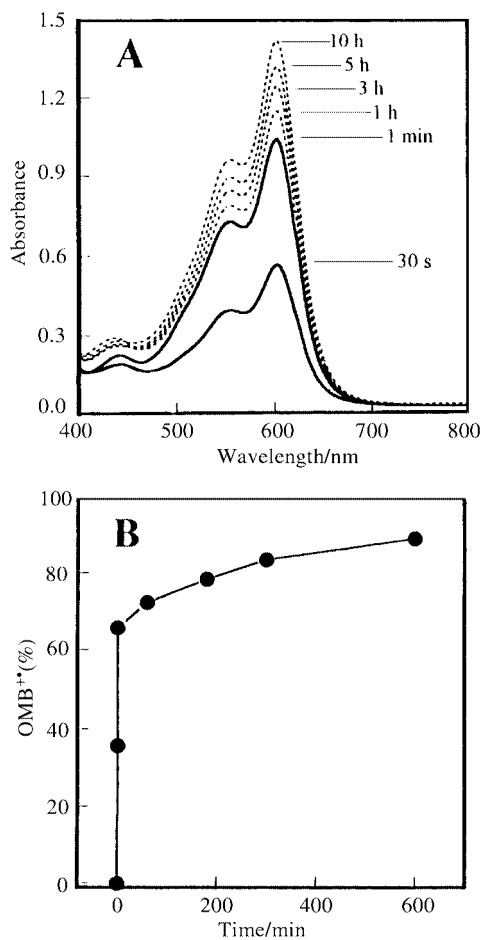 A
1.5
1.2
0.9
0.6
0.3
0.0
Absorbance
10 h
5 h
3 h
1 h
1 min
30 s
400 500 600 700 800
Wavelength/nm
B
100
80
60
40
20
0
OMB+•(%)
0 200 400 600
Time/min